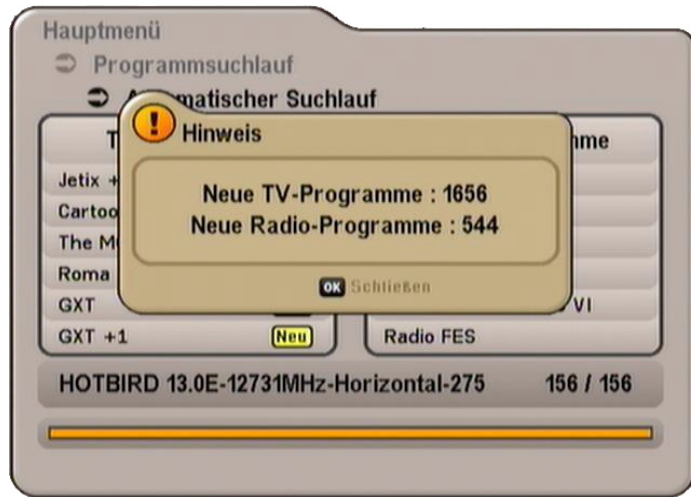 Hauptmenü
Programmsuchlauf
Automatischer Suchlauf
Hinweis
Neue TV-Programme : 1656
Neue Radio-Programme : 544
OK Schließen
Jetix +
The
Roma
GXT
VI
GXT +1 Neu
Radio FES
HOTBIRD 13.0E-12731MHz-Horizontal-275 156 / 156